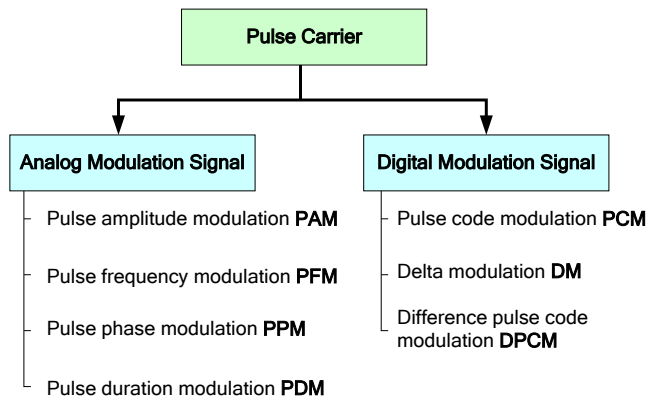 Pulse Carrier
Analog Modulation Signal
Pulse amplitude modulation PAM
Pulse frequency modulation PFM
Pulse phase modulation PPM
Pulse duration modulation PDM
Digital Modulation Signal
Pulse code modulation PCM
Delta modulation DM
Difference pulse code
modulation DPCM